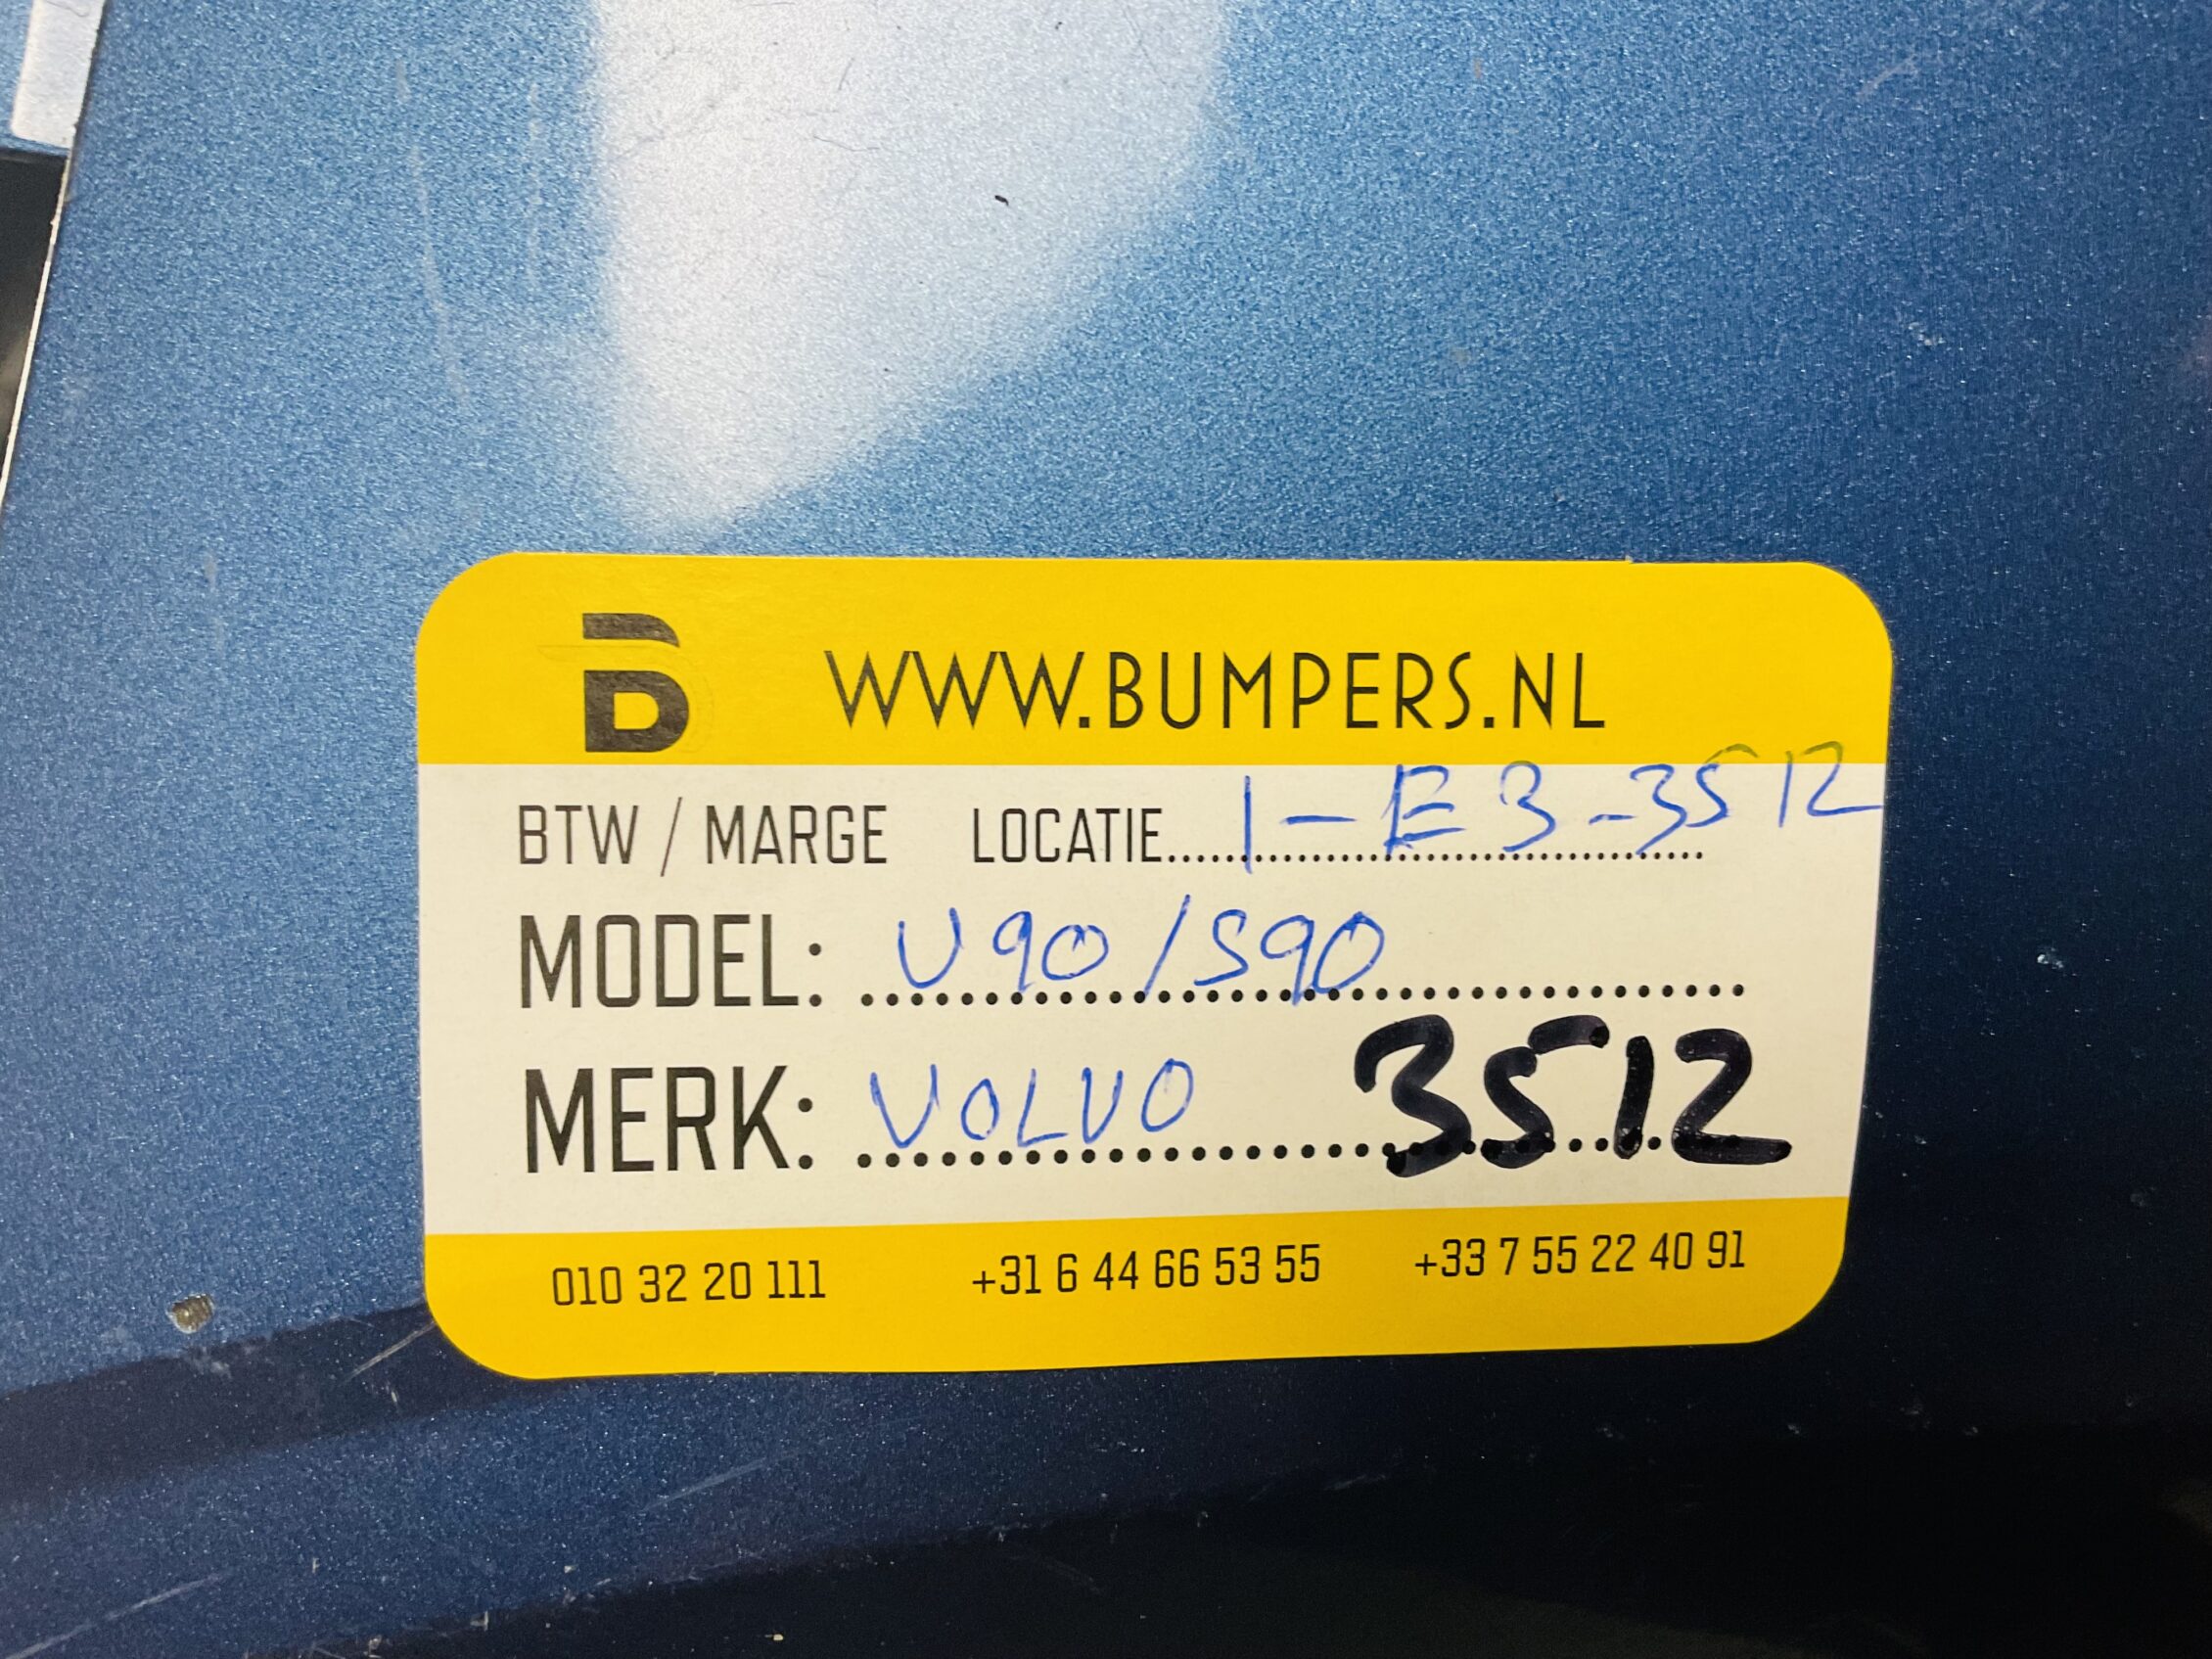 B WWW.BUMPERS.NL
BTW / MARGE LOCATIE 1-E3-3512
MODEL: V90/S90
MERK: VOLVO 3512
010 32 20 111 +31 6 44 66 53 55 +33 7 55 22 40 91